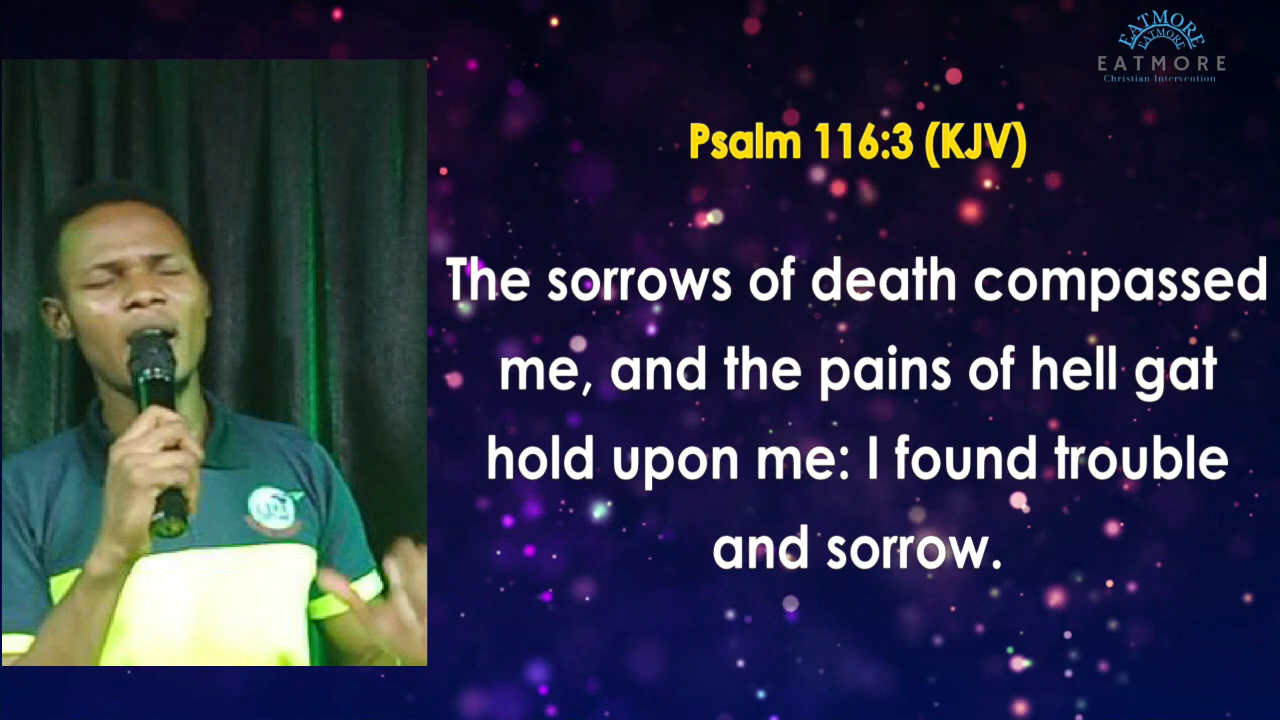 EATMORE
EATMORE
EATMORE
Christian Intervention
Psalm 116:3 (KJV)
The sorrows of death compassed
me, and the pains of hell gat
hold upon me: I found trouble
and sorrow.